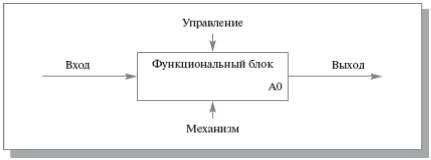 Управление
Вход
Функциональный блок
Выход
A0
Механизм